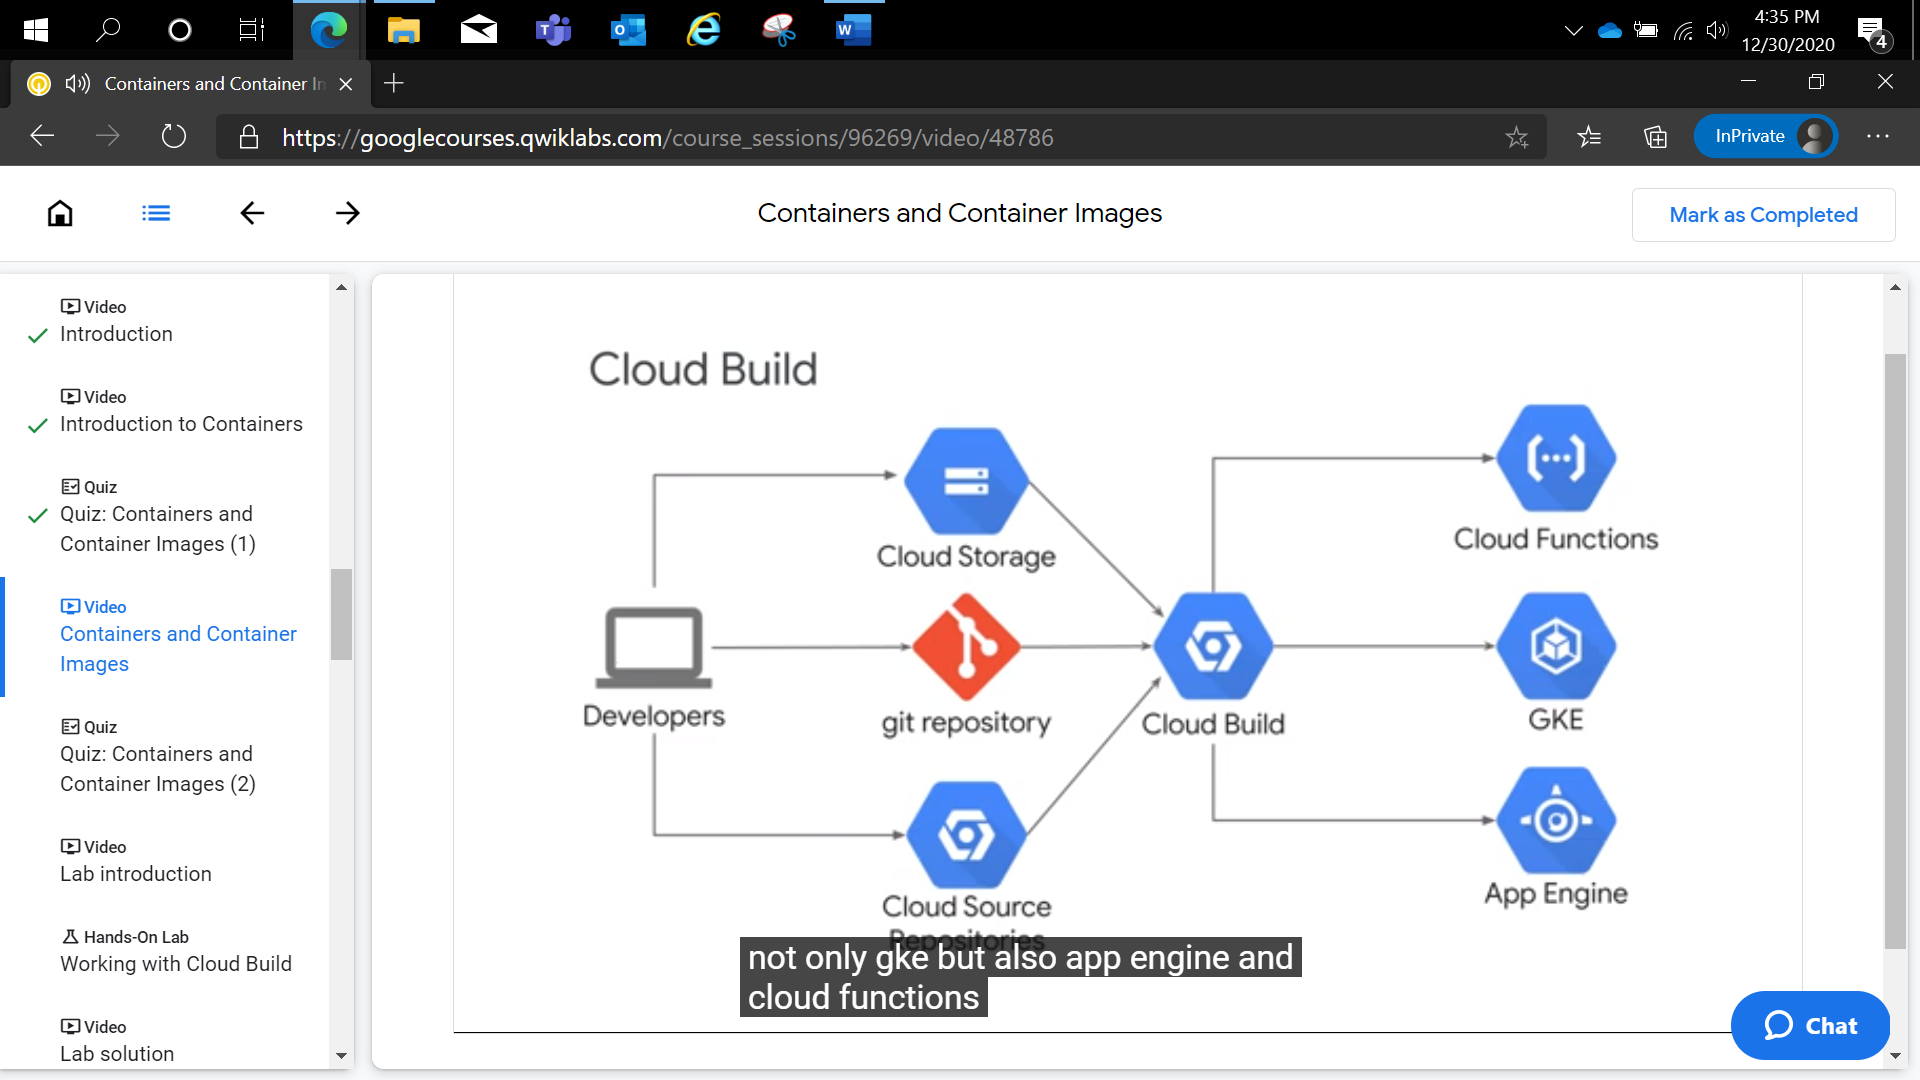 4:35 PM
12/30/2020
4
Containers and Container In
https://googlecourses.qwiklabs.com/course_sessions/96269/video/48786
InPrivate
Containers and Container Images
Mark as Completed
Video
Introduction
Video
Introduction to Containers
Quiz
Quiz: Containers and
Container Images (1)
Video
Containers and Container
Images
Quiz
Quiz: Containers and
Container Images (2)
Video
Lab introduction
Hands-On Lab
Working with Cloud Build
Video
Lab solution
Cloud Build
Cloud Storage
Cloud Functions
Developers
git repository
Cloud Build
GKE
Cloud Source
Repositories
App Engine
not only gke but also app engine and
cloud functions
Chat